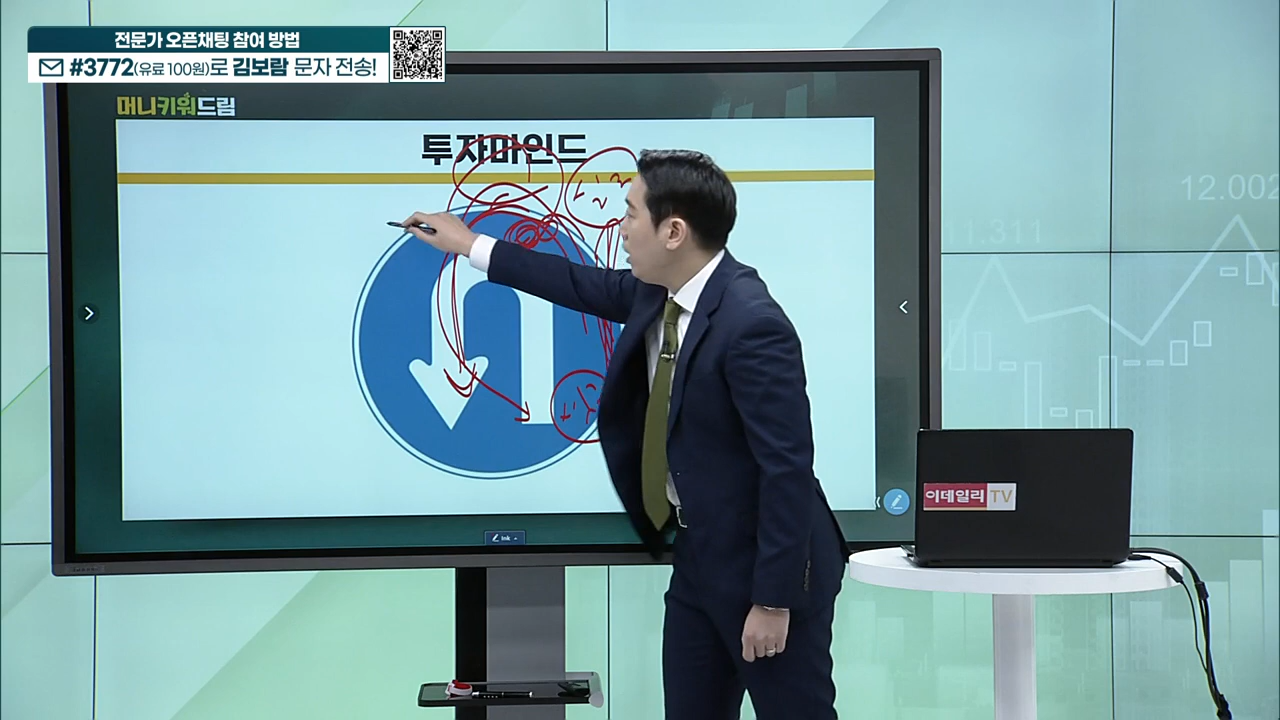 전문가 오픈채팅 참여 방법
#3772(유료 100원)로 김보람 문자 전송!
머니키워드림
투자마인드
12.002
.311
Ink
이데일리TV